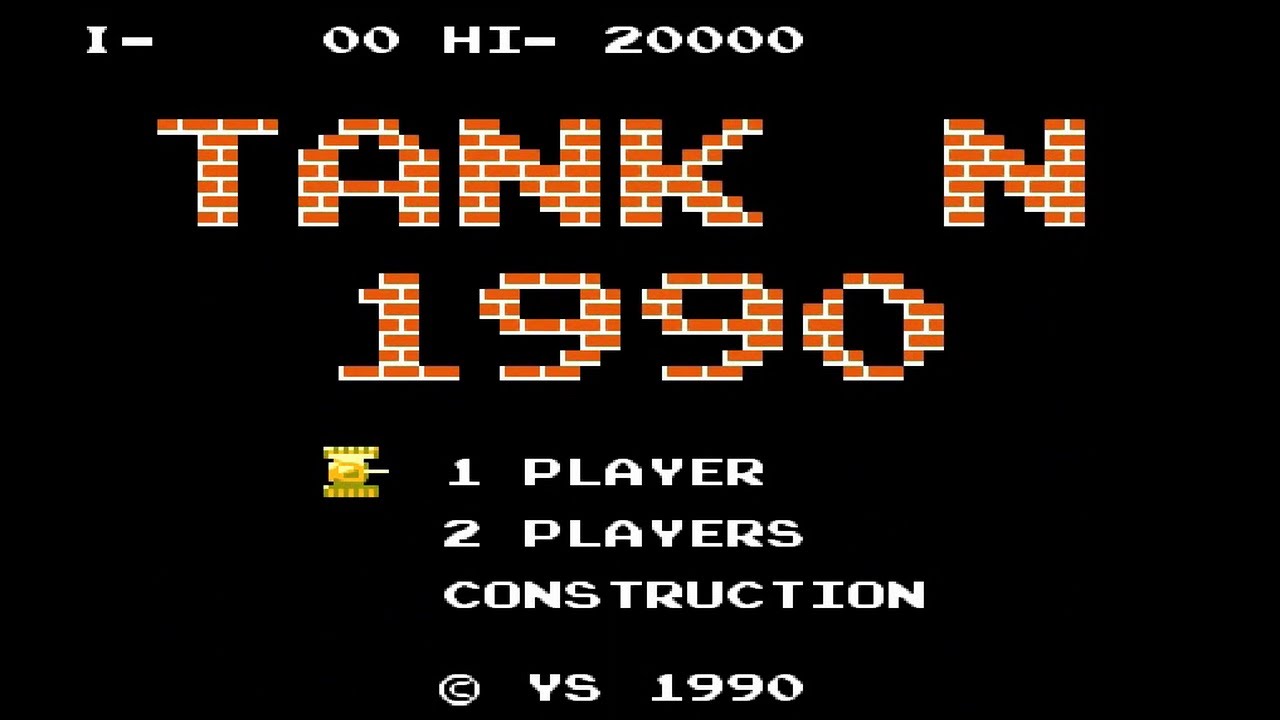 I- 00 HI- 20000
TANK N
1990
1 PLAYER
2 PLAYERS
CONSTRUCTION
© YS 1990